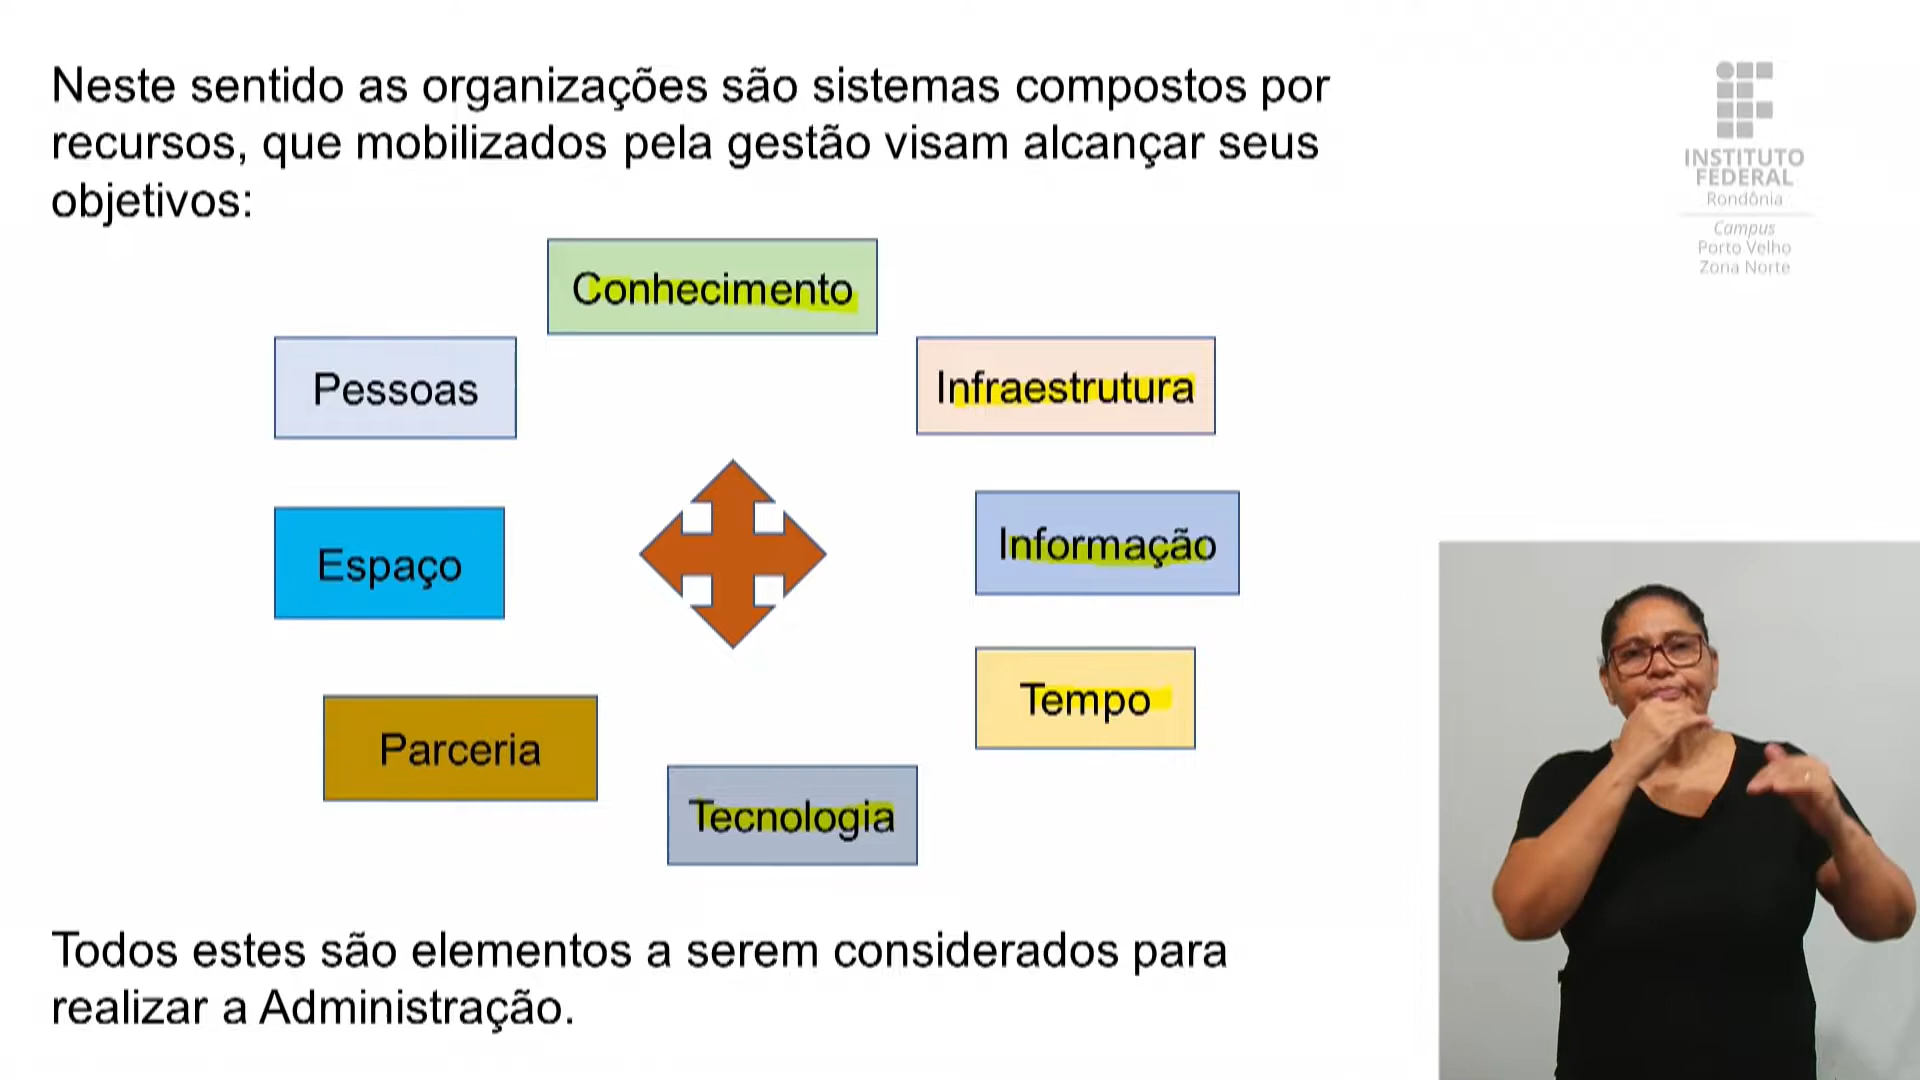 Neste sentido as organizações são sistemas compostos por
recursos, que mobilizados pela gestão visam alcançar seus
objetivos:
INSTITUTO
FEDERAL
Rondônia
Campus
Porto Velho
Zona Norte
Conhecimento
Pessoas
Infraestrutura
Espaço
Informação
Tempo
Parceria
Tecnologia
Todos estes são elementos a serem considerados para
realizar a Administração.